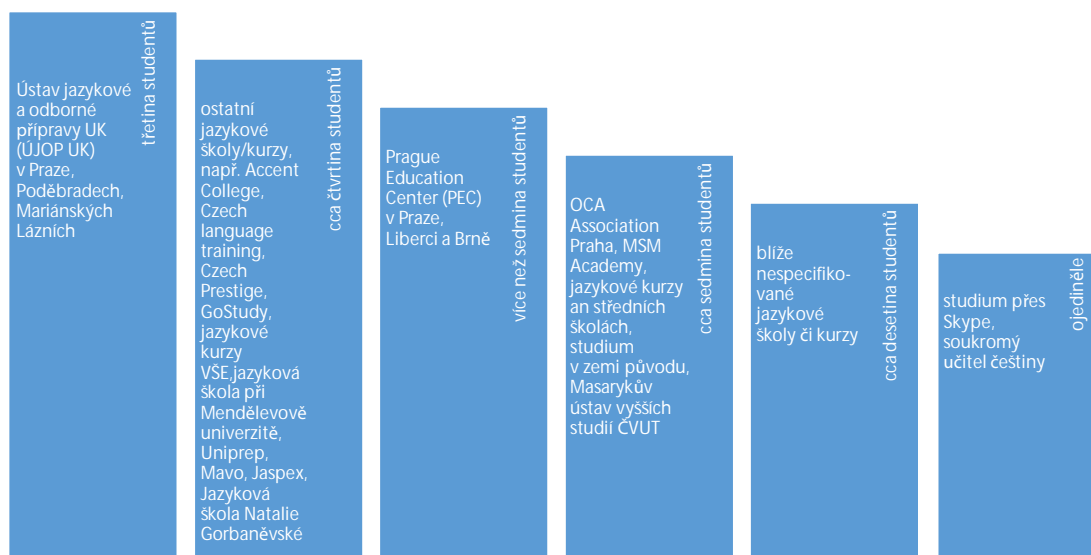 Ústav jazykové
a odborné
přípravy UK
(ÚJOP UK)
v Praze,
Poděbradech,
Mariánských
Lázních
třetina studentů
ostatní
jazykové
školy/kurzy,
např. Accent
College,
Czech
language
training,
Czech
Prestige,
GoStudy,
jazykové
kurzy
VŠE,jazyková
škola při
Mendělevově
univerzitě,
Uniprep,
Mavo, Jaspex,
Jazyková
škola Natalie
Gorbaněvské
cca čtvrtina studentů
Prague
Education
Center (PEC)
v Praze,
Liberci a Brně
více než sedmina studentů
OCA
Association
Praha, MSM
Academy,
jazykové kurzy
an středních
školách,
studium
v zemi původu,
Masarykův
ústav vyšších
studií ČVUT
cca sedmina studentů
blíže
nespecifiko-
vané
jazykové
školy či kurzy
cca desetina studentů
studium přes
Skype,
soukromý
učitel češtiny
ojediněle